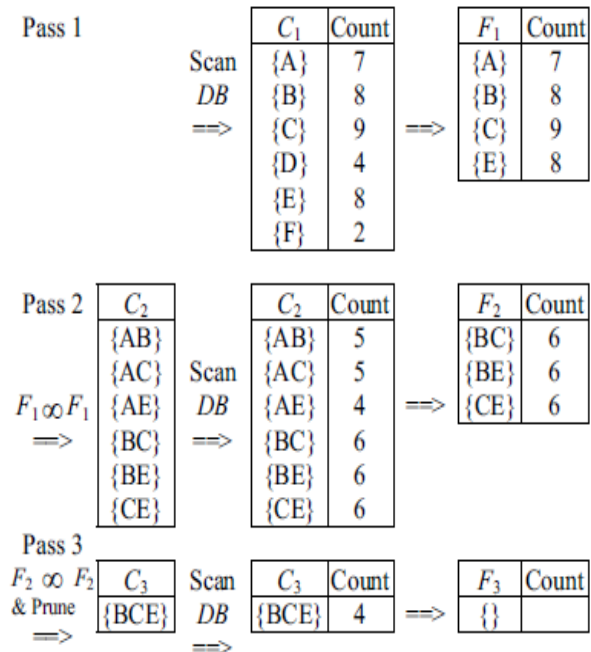 Pass 1 C₁ Count F₁ Count
Scan {A} 7 {A} 7
DB {B} 8 {B} 8
==> {C} 9 ==> {C} 9
{D} 4 {E} 8
{E} 8
{F} 2
Pass 2 C₂ C₂ Count F₂ Count
{AB} {AB} 5 {BC} 6
{AC} Scan {AC} 5 {BE} 6
F₁ ∞ F₁ {AE} DB {AE} 4 ==> {CE} 6
==> {BC} ==> {BC} 6
{BE} {BE} 6
{CE} {CE} 6
Pass 3
F₂ ∞ F₂ C₃ Scan C₃ Count F₃ Count
& Prune {BCE} DB {BCE} 4 ==> {}
==> ==>